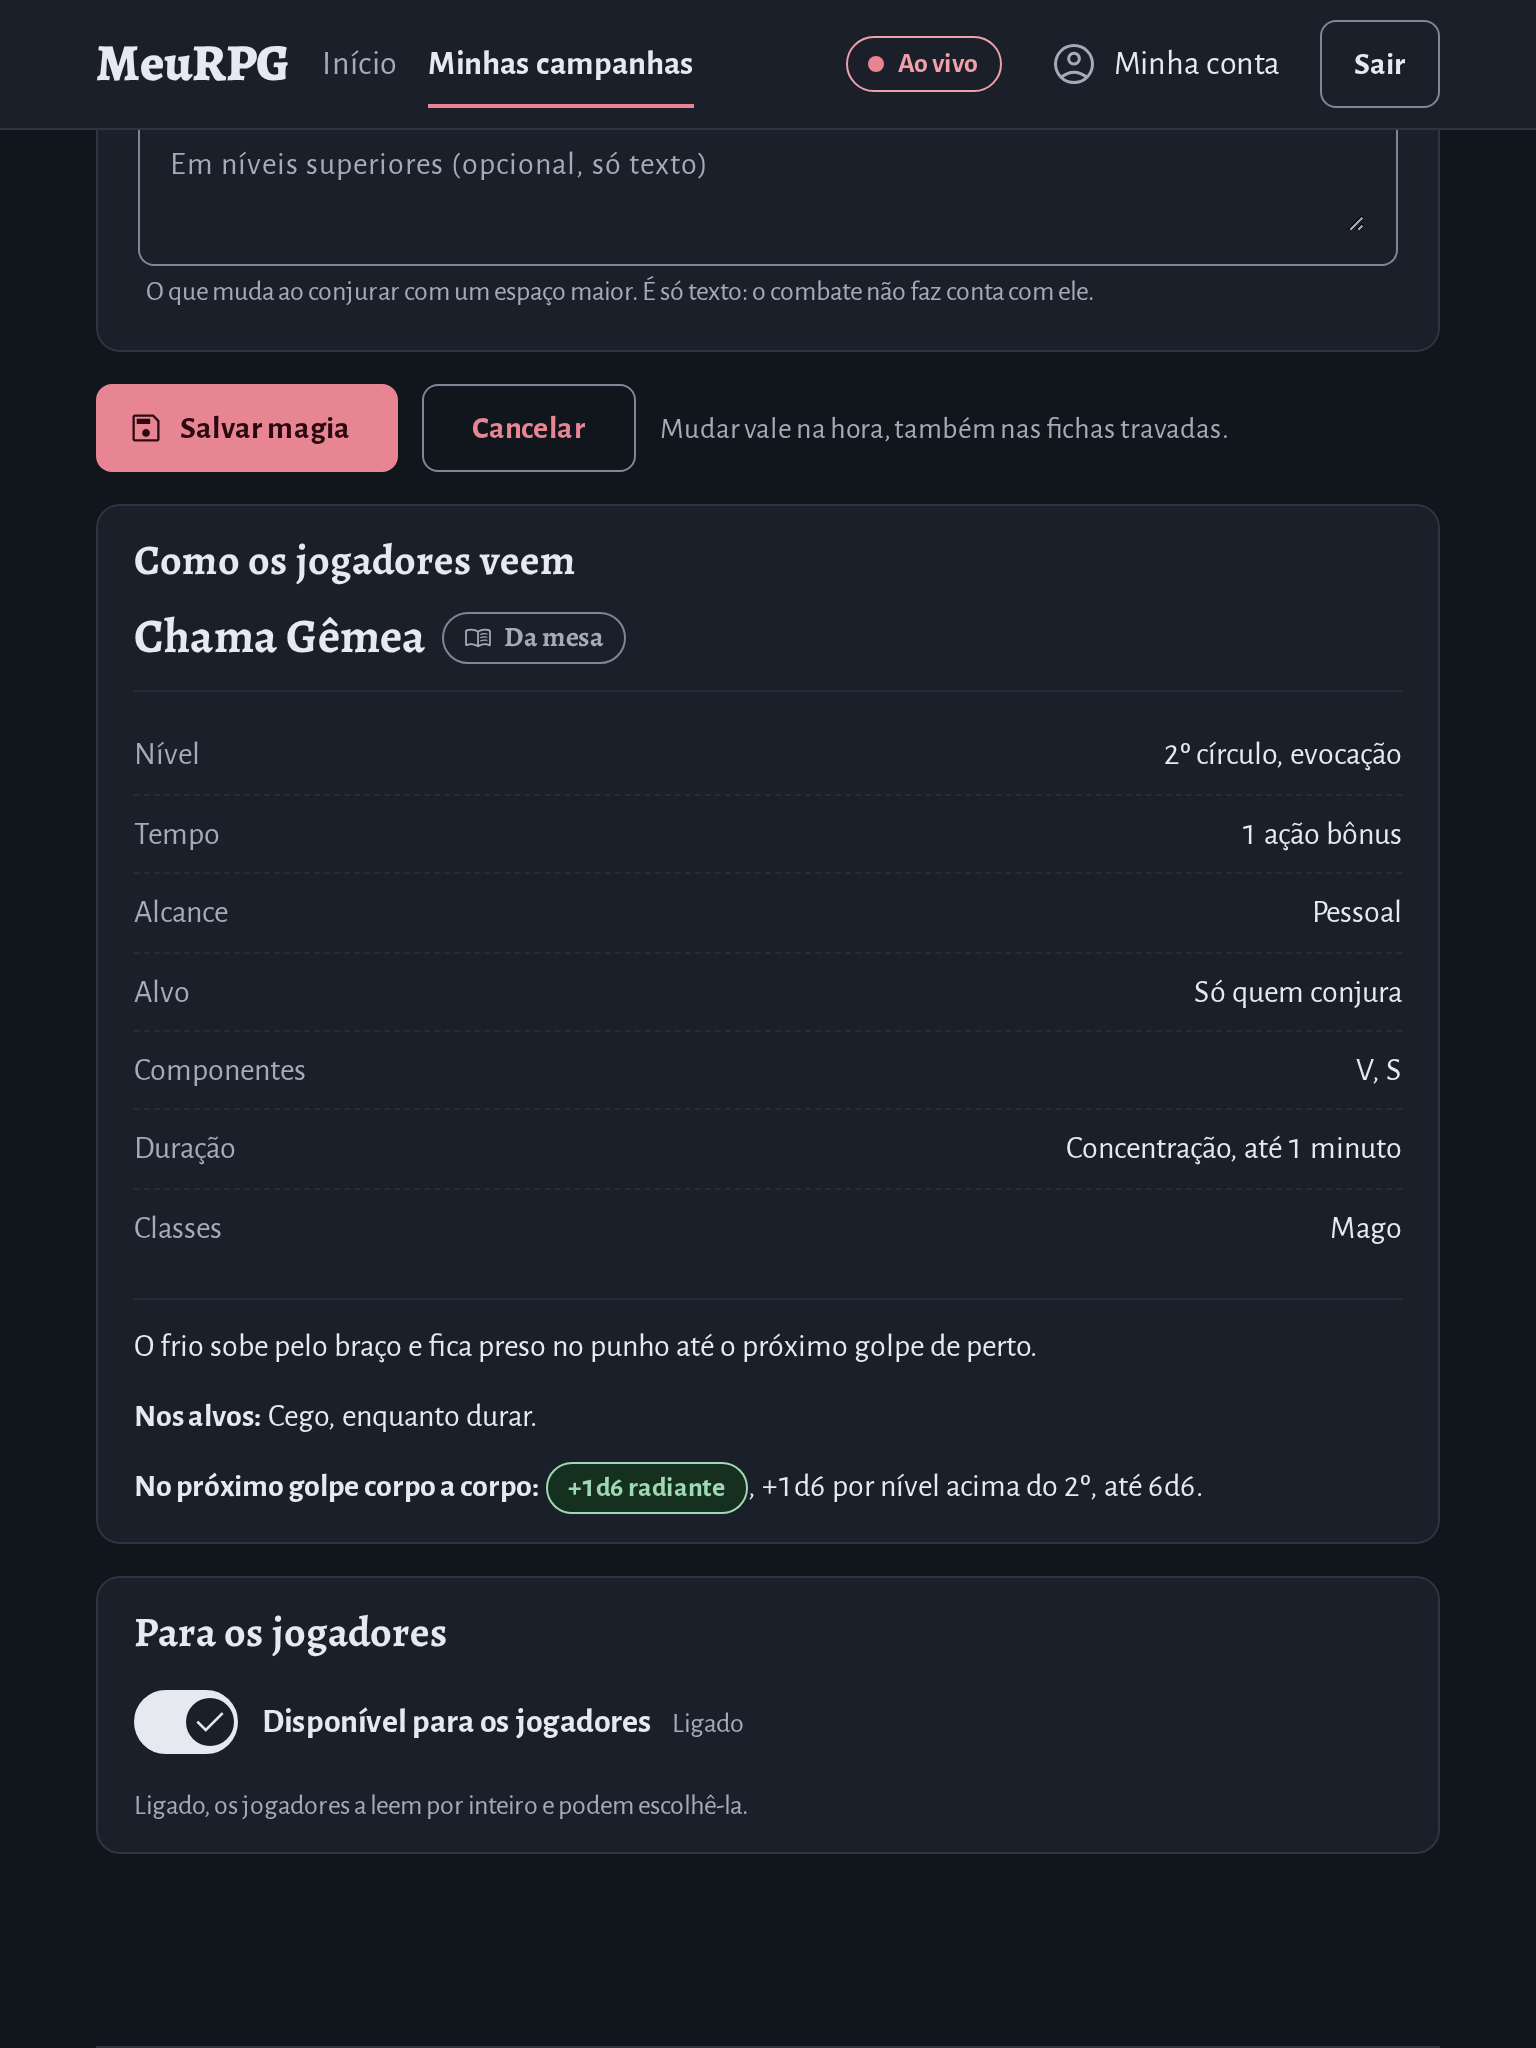 MeuRPG Início Minhas campanhas Ao vivo Minha conta Sair
Em níveis superiores (opcional, só texto)
O que muda ao conjurar com um espaço maior. É só texto: o combate não faz conta com ele.
Salvar magia Cancelar Mudar vale na hora, também nas fichas travadas.
Como os jogadores veem
Chama Gêmea Da mesa
Nível 2º círculo, evocação
Tempo 1 ação bônus
Alcance Pessoal
Alvo Só quem conjura
Componentes V, S
Duração Concentração, até 1 minuto
Classes Mago
O frio sobe pelo braço e fica preso no punho até o próximo golpe de perto.
Nos alvos: Cego, enquanto durar.
No próximo golpe corpo a corpo: +1d6 radiante, +1d6 por nível acima do 2º, até 6d6.
Para os jogadores
Disponível para os jogadores Ligado
Ligado, os jogadores a leem por inteiro e podem escolhê-la.